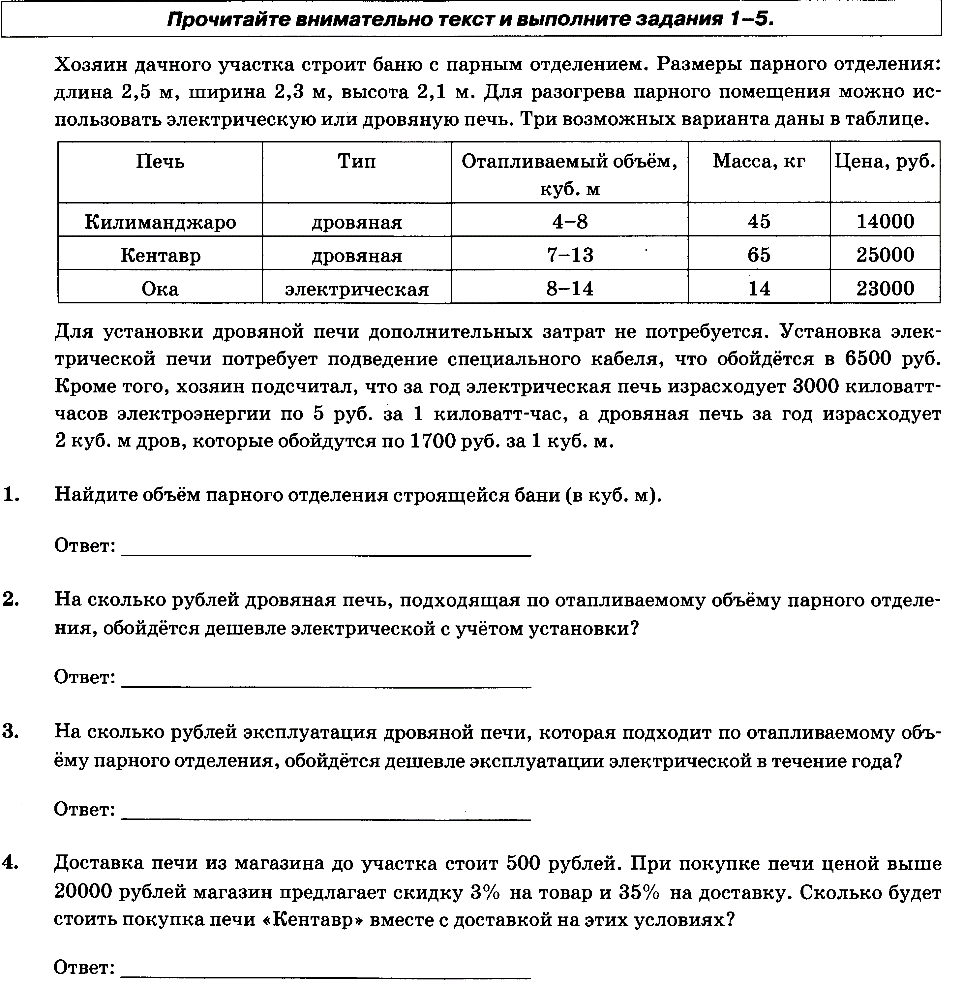 Прочитайте внимательно текст и выполните задания 1–5.
Хозяин дачного участка строит баню с парным отделением. Размеры парного отделения:
длина 2,5 м, ширина 2,3 м, высота 2,1 м. Для разогрева парного помещения можно ис-
пользовать электрическую или дровяную печь. Три возможных варианта даны в таблице.
Печь Тип Отапливаемый объём, куб. м Масса, кг Цена, руб.
Килиманджаро дровяная 4–8 45 14000
Кентавр дровяная 7–13 65 25000
Ока электрическая 8–14 14 23000
Для установки дровяной печи дополнительных затрат не потребуется. Установка элек-
трической печи потребует подведение специального кабеля, что обойдётся в 6500 руб.
Кроме того, хозяин подсчитал, что за год электрическая печь израсходует 3000 киловатт-
часов электроэнергии по 5 руб. за 1 киловатт-час, а дровяная печь за год израсходует
2 куб. м дров, которые обойдутся по 1700 руб. за 1 куб. м.
1. Найдите объём парного отделения строящейся бани (в куб. м).
Ответ:
2. На сколько рублей дровяная печь, подходящая по отапливаемому объёму парного отделе-
ния, обойдётся дешевле электрической с учётом установки?
Ответ:
3. На сколько рублей эксплуатация дровяной печи, которая подходит по отапливаемому объ-
ёму парного отделения, обойдётся дешевле эксплуатации электрической в течение года?
Ответ:
4. Доставка печи из магазина до участка стоит 500 рублей. При покупке печи ценой выше
20000 рублей магазин предлагает скидку 3% на товар и 35% на доставку. Сколько будет
стоить покупка печи «Кентавр» вместе с доставкой на этих условиях?
Ответ: